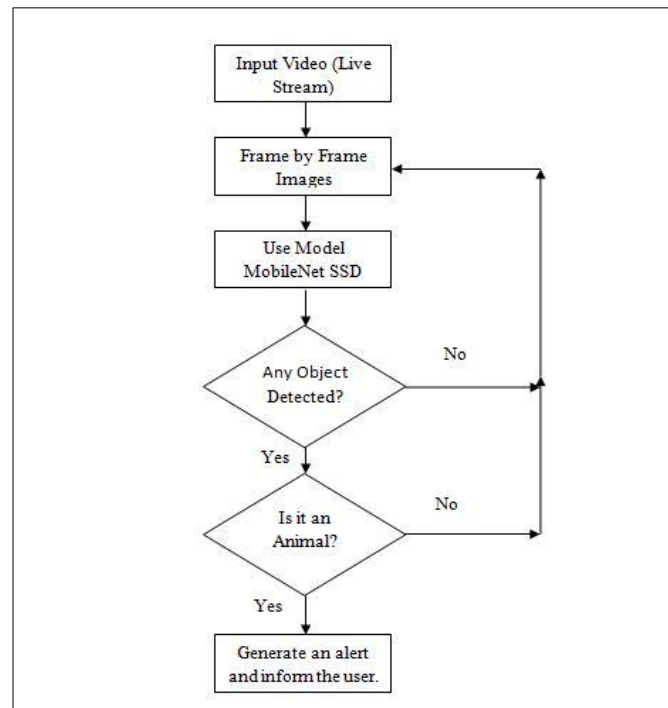 Input Video (Live
Stream)
Frame by Frame
Images
Use Model
MobileNet SSD
Any Object
Detected?
No
Yes
Is it an
Animal?
No
Yes
Generate an alert
and inform the user.